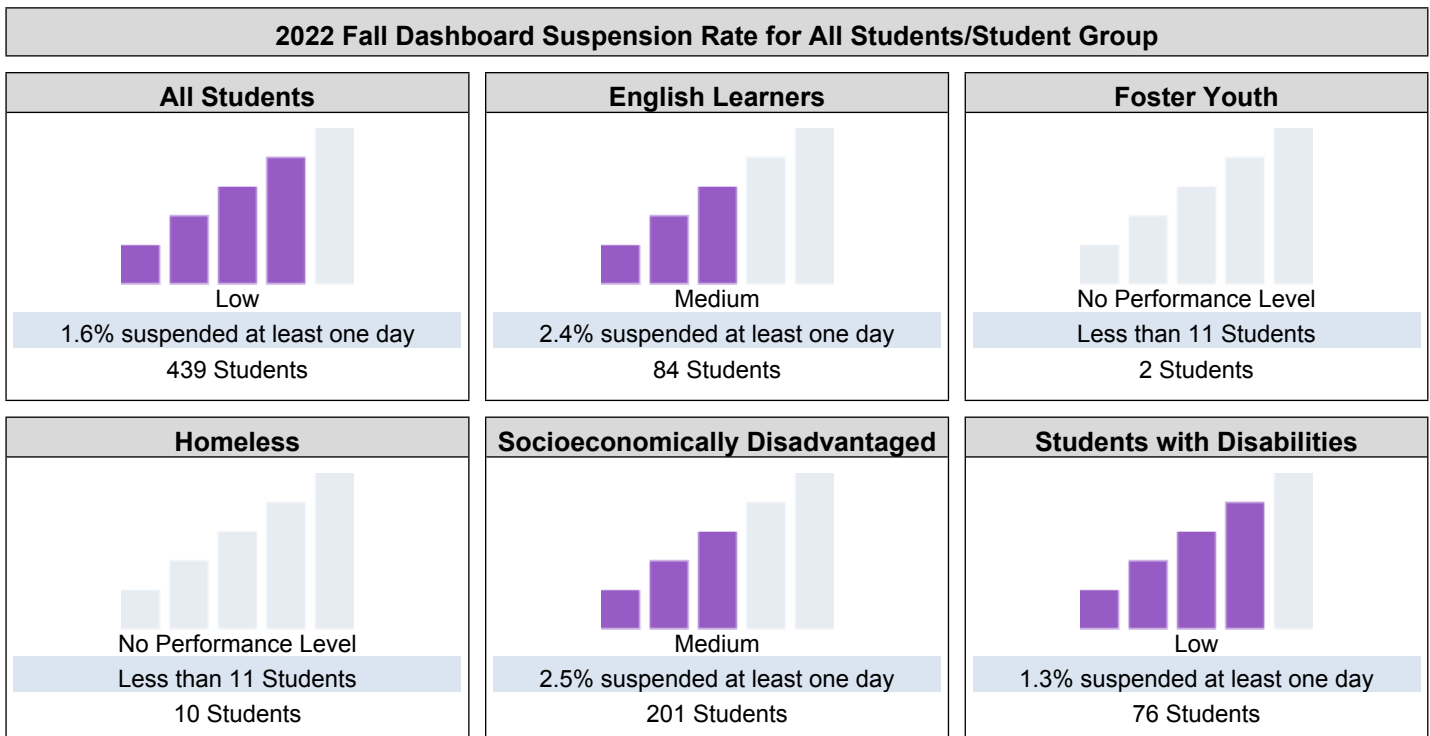 2022 Fall Dashboard Suspension Rate for All Students/Student Group
All Students
Low
1.6% suspended at least one day
439 Students
English Learners
Medium
2.4% suspended at least one day
84 Students
Foster Youth
No Performance Level
Less than 11 Students
2 Students
Homeless
No Performance Level
Less than 11 Students
10 Students
Socioeconomically Disadvantaged
Medium
2.5% suspended at least one day
201 Students
Students with Disabilities
Low
1.3% suspended at least one day
76 Students